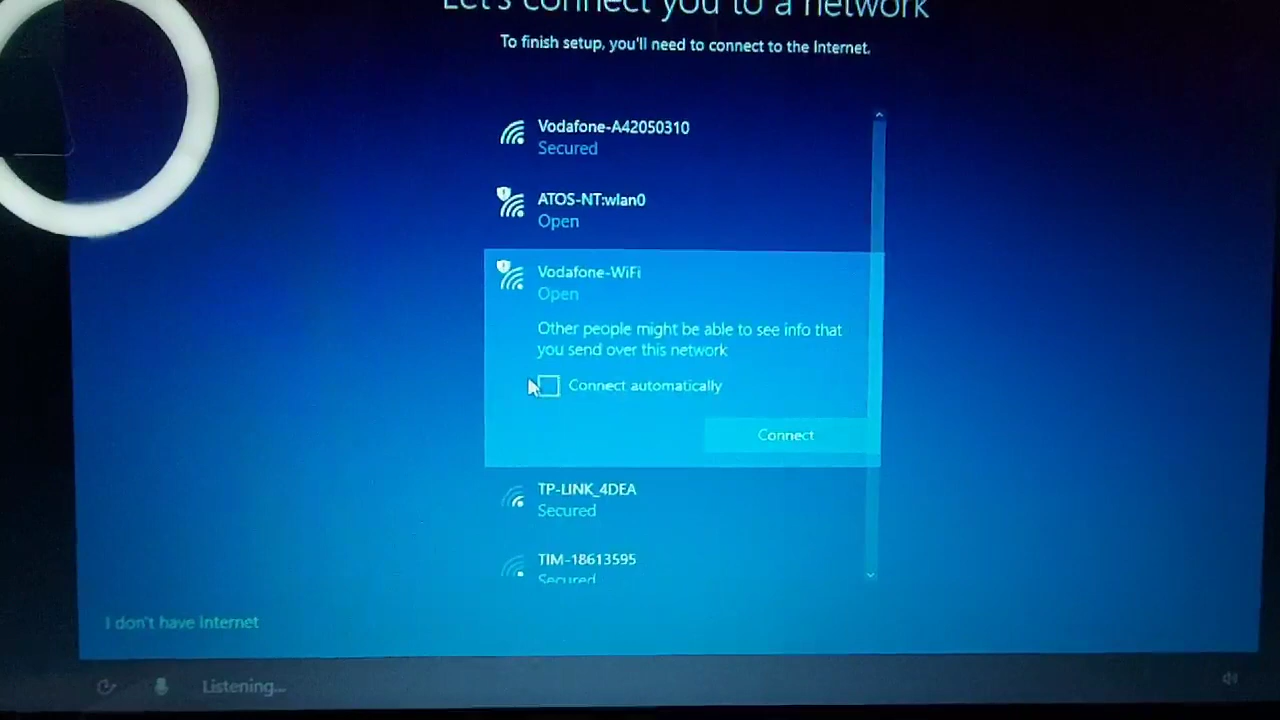 Let's connect you to a network
To finish setup, you'll need to connect to the Internet.
Vodafone-A42050310
Secured
ATOS-NT:wlan0
Open
Vodafone-WiFi
Open
Other people might be able to see info that
you send over this network
Connect automatically
Connect
TP-LINK_4DEA
Secured
TIM-18613595
Secured
I don't have Internet
Listening...